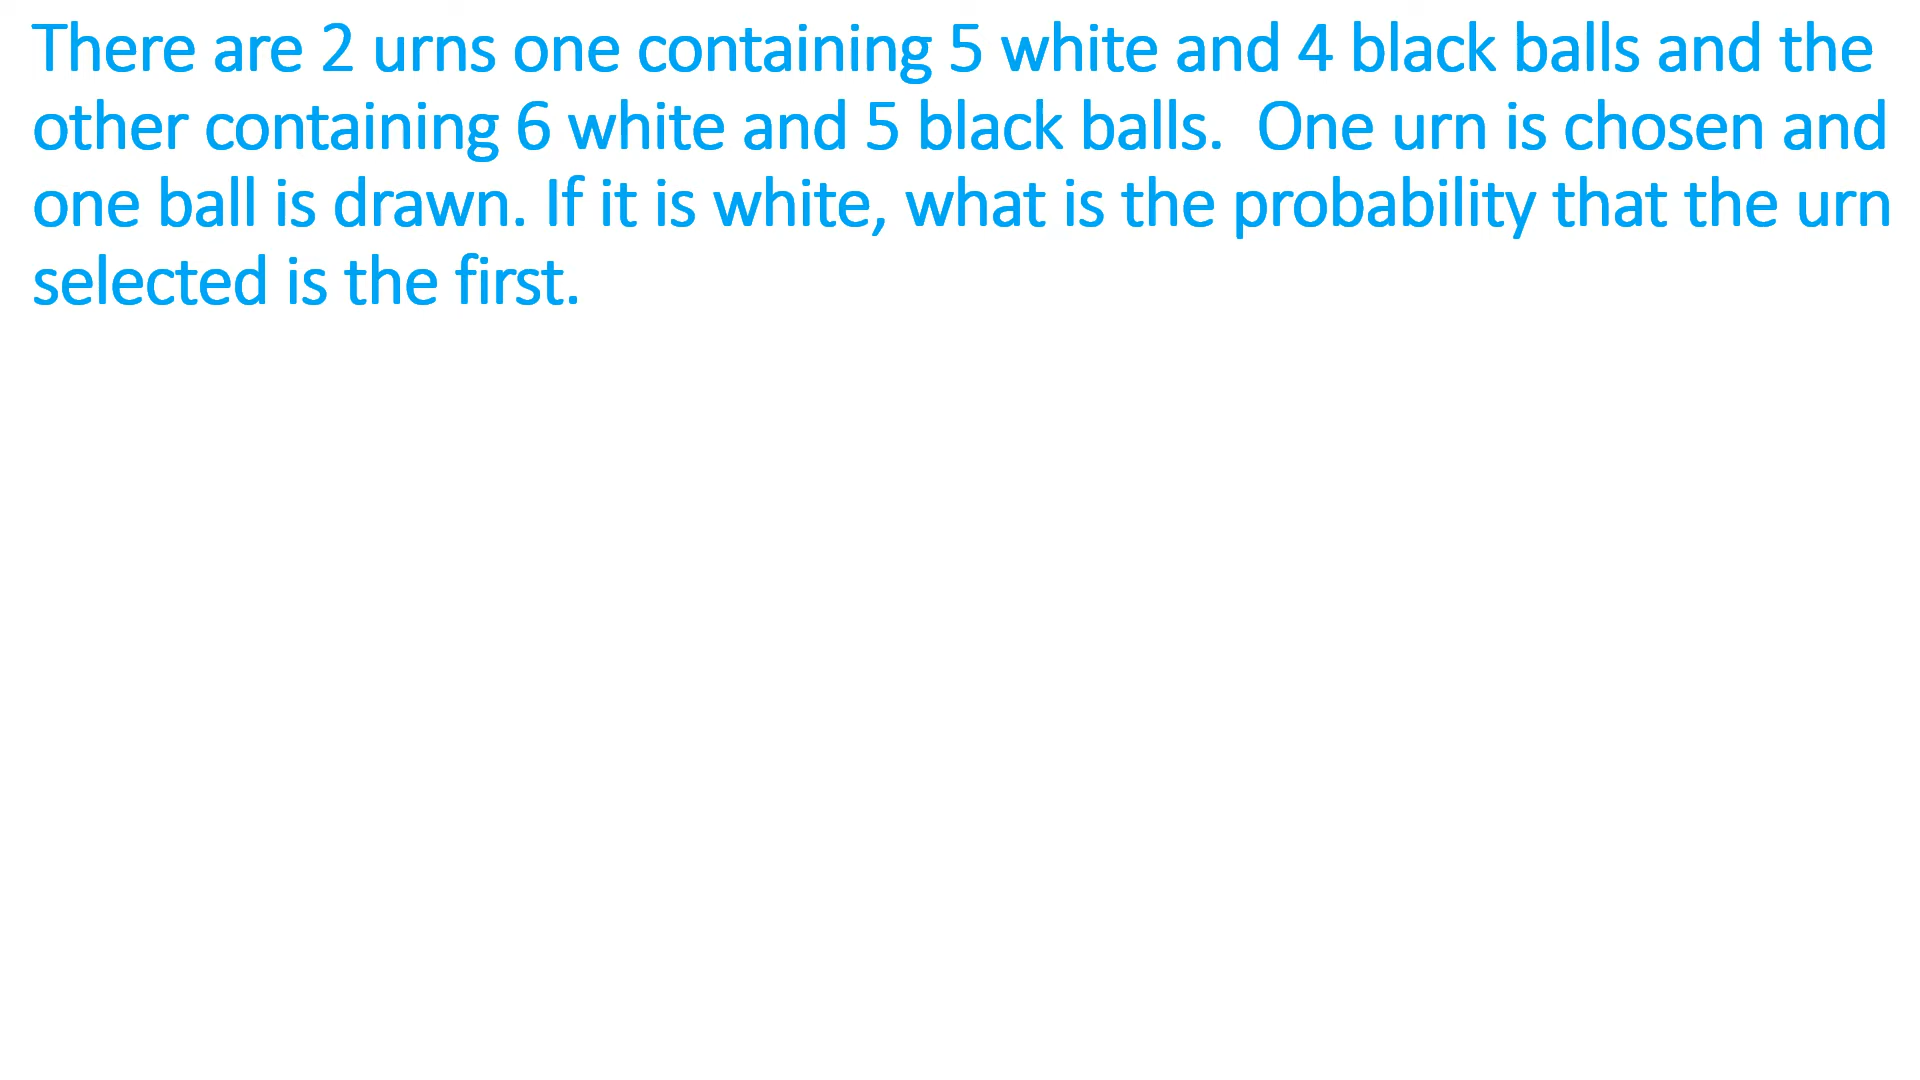 There are 2 urns one containing 5 white and 4 black balls and the
other containing 6 white and 5 black balls.  One urn is chosen and
one ball is drawn. If it is white, what is the probability that the urn
selected is the first.